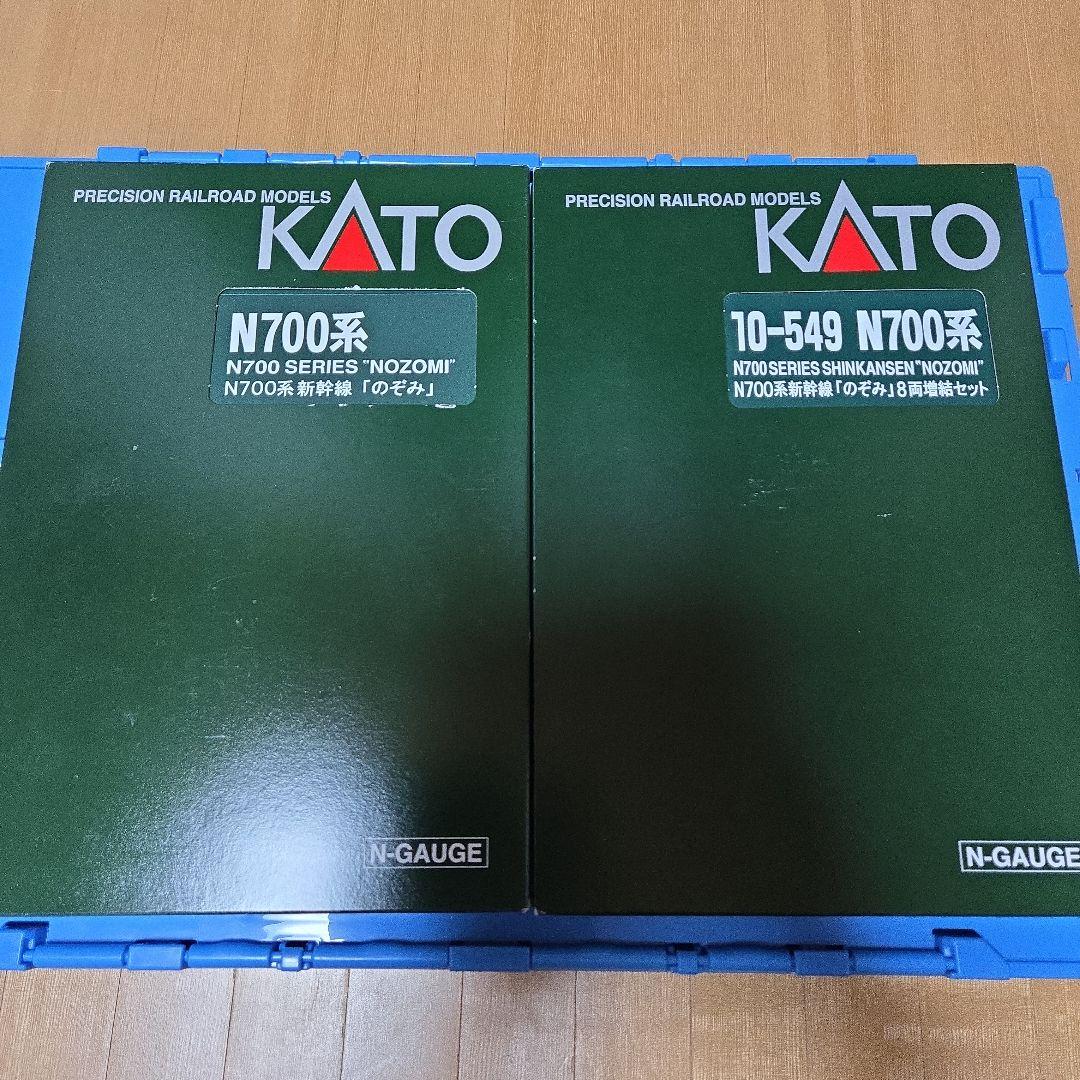 PRECISION RAILROAD MODELS
KATO
N700系
N700 SERIES "NOZOMI"
N700系新幹線「のぞみ」
N-GAUGE
PRECISION RAILROAD MODELS
KATO
10-549 N700系
N700 SERIES SHINKANSEN "NOZOMI"
N700系新幹線「のぞみ」8両増結セット
N-GAUGE